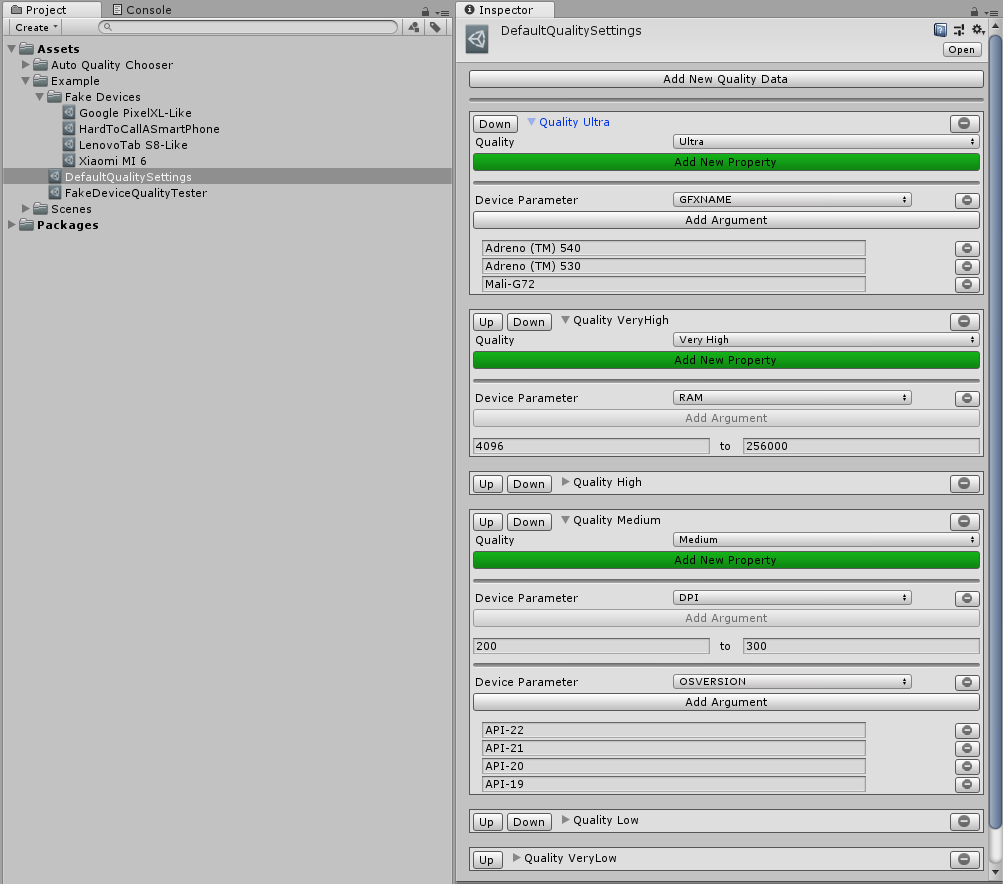 Project
Console
Create
Assets
Auto Quality Chooser
Example
Fake Devices
Google PixelXL-Like
HardToCallASmartPhone
LenovoTab S8-Like
Xiaomi MI 6
DefaultQualitySettings
FakeDeviceQualityTester
Scenes
Packages
Inspector
DefaultQualitySettings
Open
Add New Quality Data
Down Quality Ultra
Quality Ultra
Add New Property
Device Parameter GFXNAME
Add Argument
Adreno (TM) 540
Adreno (TM) 530
Mali-G72
Up Down Quality VeryHigh
Quality Very High
Add New Property
Device Parameter RAM
Add Argument
4096 to 256000
Up Down Quality High
Up Down Quality Medium
Quality Medium
Add New Property
Device Parameter DPI
Add Argument
200 to 300
Device Parameter OSVERSION
Add Argument
API-22
API-21
API-20
API-19
Up Down Quality Low
Up Quality VeryLow